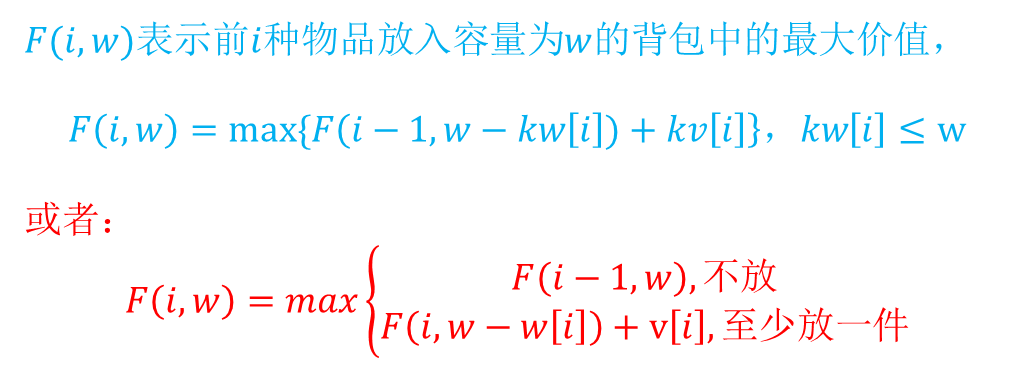 F(i,w)表示前i种物品放入容量为w的背包中的最大价值，
F(i,w) = max{F(i − 1,w − kw[i]) + kv[i]}，kw[i] ≤ w
或者：
F(i,w) = max{
F(i − 1,w),不放
F(i,w − w[i]) + v[i],至少放一件